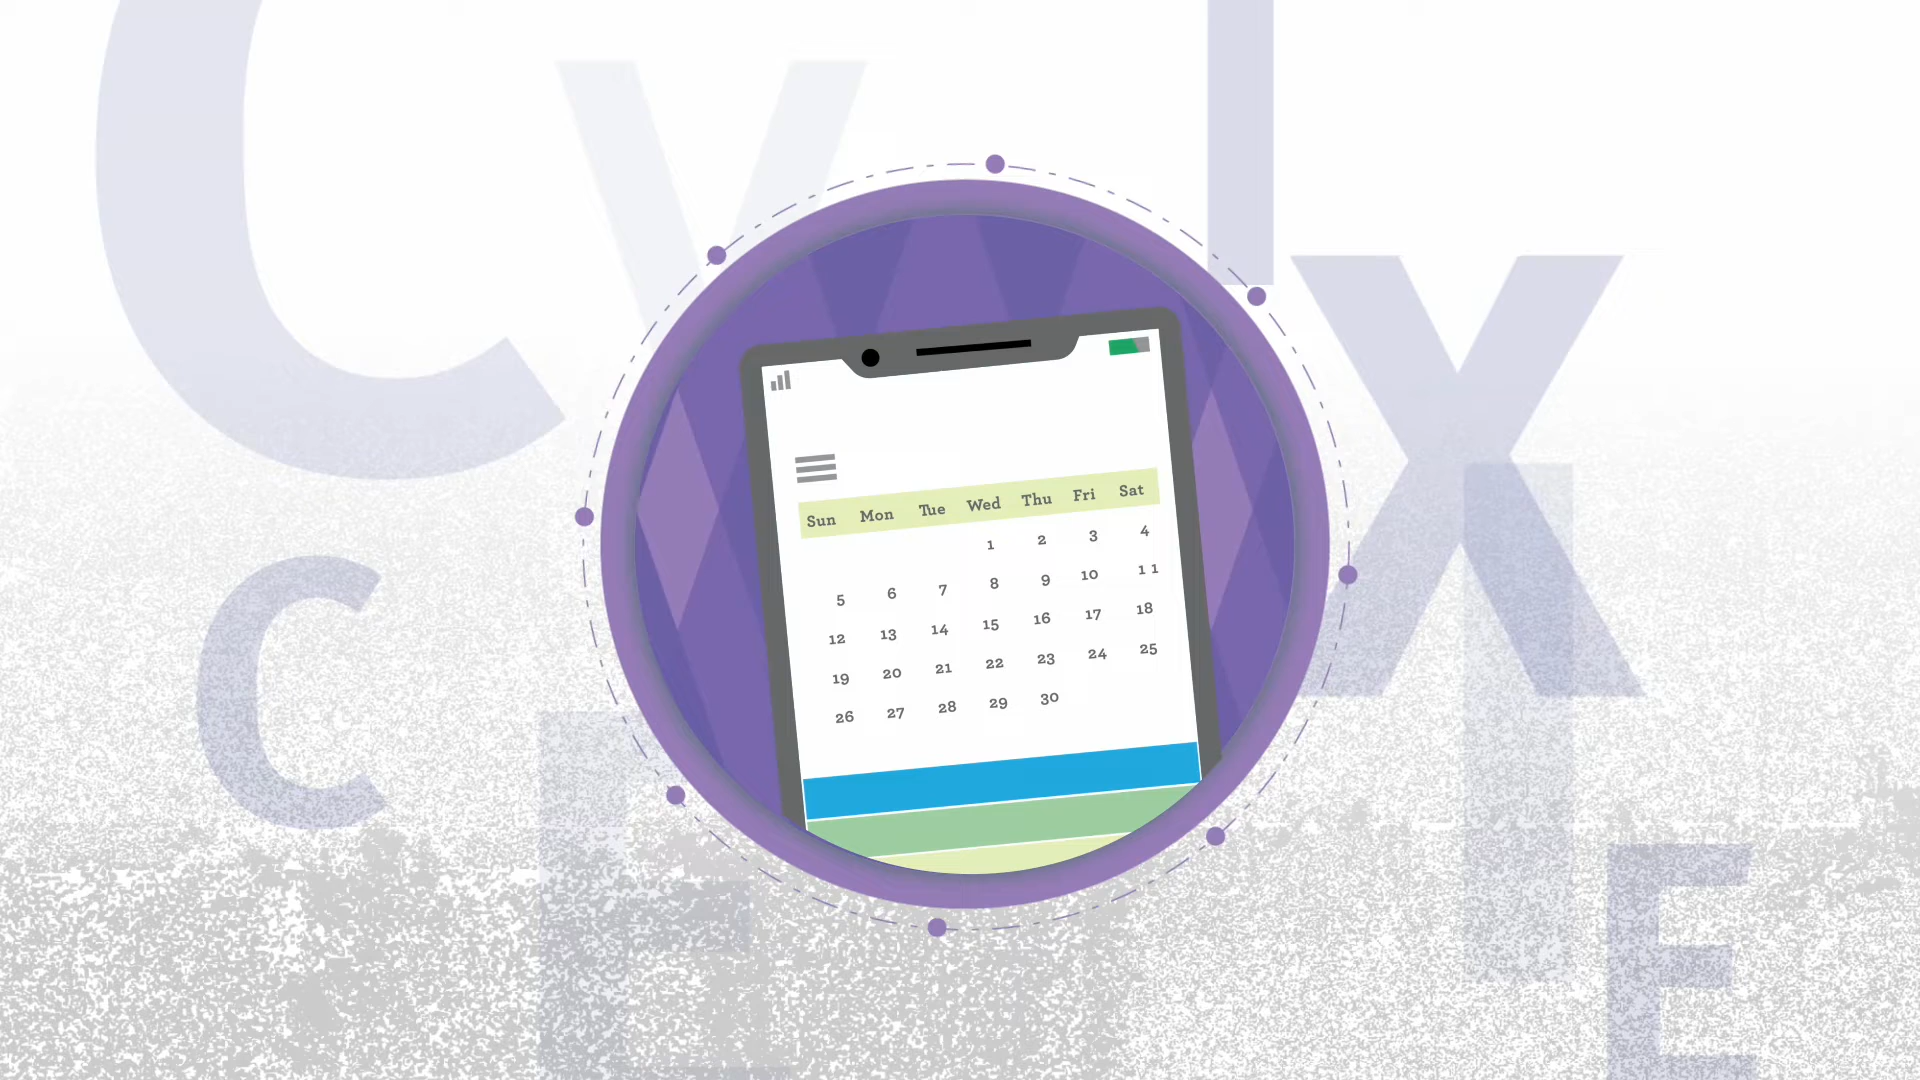 C V I X
Sun Mon Tue Wed Thu Fri Sat
1 2 3 4
5 6 7 8 9 10 11
12 13 14 15 16 17 18
19 20 21 22 23 24 25
26 27 28 29 30
C E